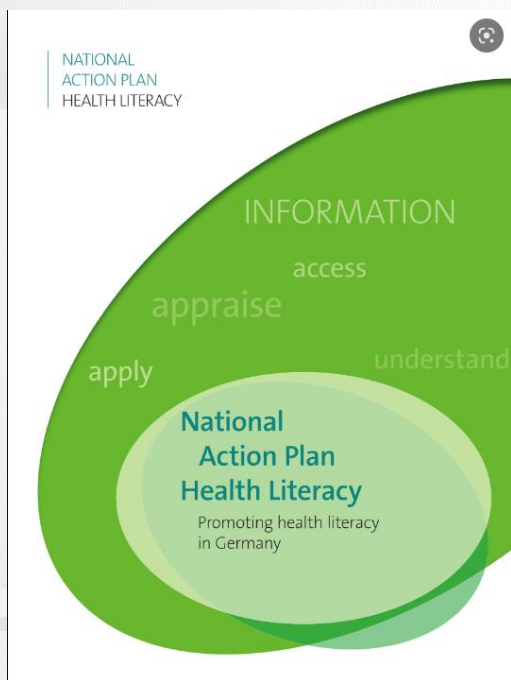 NATIONAL
ACTION PLAN
HEALTH LITERACY
INFORMATION
access
appraise
understand
apply
National
Action Plan
Health Literacy
Promoting health literacy
in Germany